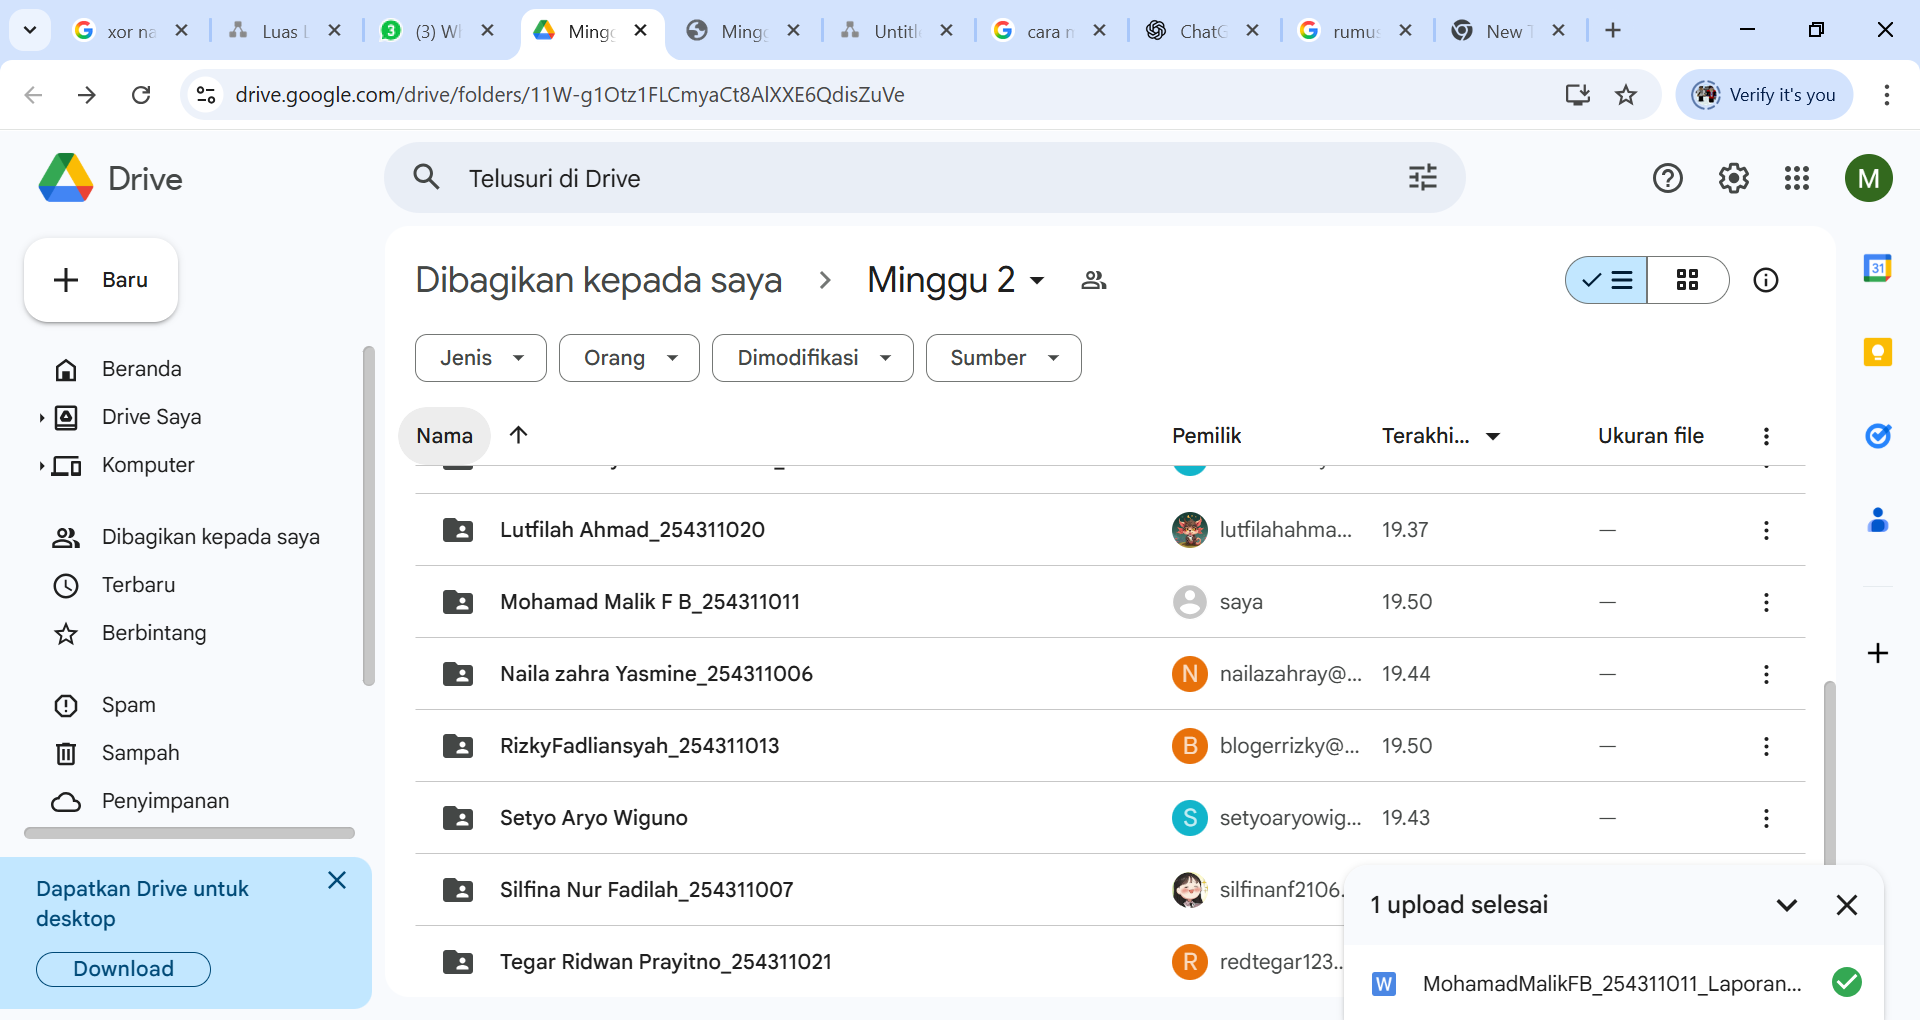 xor na
Luas L
(3) Wh
Mingg
Mingg
Untitle
cara n
ChatG
rumus
New T
drive.google.com/drive/folders/11W-g1Otz1FLCmyaCt8AlXXE6QdisZuVe
Verify it's you
Drive
Telusuri di Drive
M
Baru
Dibagikan kepada saya
Minggu 2
31
Jenis
Orang
Dimodifikasi
Sumber
Beranda
Drive Saya
Komputer
Dibagikan kepada saya
Terbaru
Berbintang
Spam
Sampah
Penyimpanan
Dapatkan Drive untuk
desktop
Download
Nama
Pemilik
Terakhi...
Ukuran file
Lutfilah Ahmad_254311020
lutfilahahma...
19.37
—
Mohamad Malik F B_254311011
saya
19.50
—
Naila zahra Yasmine_254311006
N
nailazahray@...
19.44
—
RizkyFadliansyah_254311013
B
blogerrizky@...
19.50
—
Setyo Aryo Wiguno
S
setyoaryowig...
19.43
—
Silfina Nur Fadilah_254311007
silfinanf2106.
Tegar Ridwan Prayitno_254311021
R
redtegar123..
1 upload selesai
W
MohamadMalikFB_254311011_Laporan...